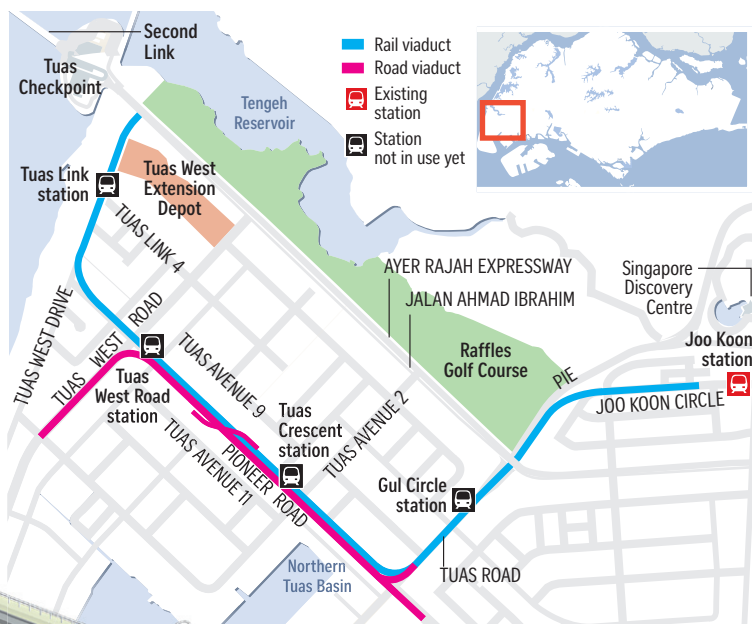 Second
Link
Tuas
Checkpoint
Rail viaduct
Road viaduct
Existing
station
Station
not in use yet
Tengeh
Reservoir
Tuas Link
station
Tuas West
Extension
Depot
TUAS LINK 4
AYER RAJAH EXPRESSWAY
JALAN AHMAD IBRAHIM
Singapore
Discovery
Centre
Joo Koon
station
Raffles
Golf Course
PIE
JOO KOON CIRCLE
TUAS WEST DRIVE
TUAS WEST ROAD
Tuas
West Road
station
TUAS AVENUE 9
Tuas
Crescent
station
TUAS AVENUE 2
TUAS AVENUE 11
PIONEER ROAD
Gul Circle
station
TUAS ROAD
Northern
Tuas Basin